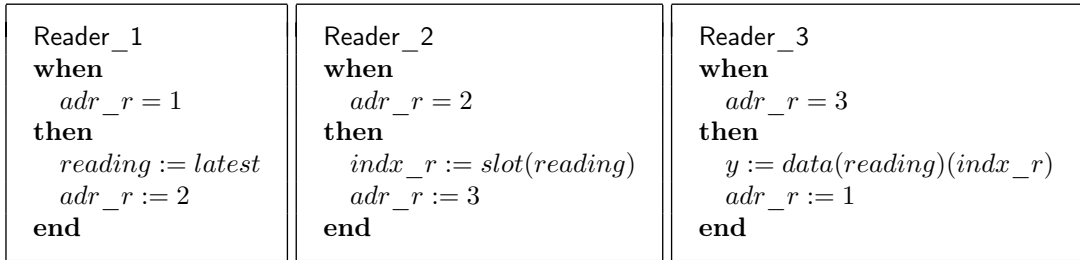 Reader_1
when
adr_r = 1
then
reading := latest
adr_r := 2
end
Reader_2
when
adr_r = 2
then
indx_r := slot(reading)
adr_r := 3
end
Reader_3
when
adr_r = 3
then
y := data(reading)(indx_r)
adr_r := 1
end